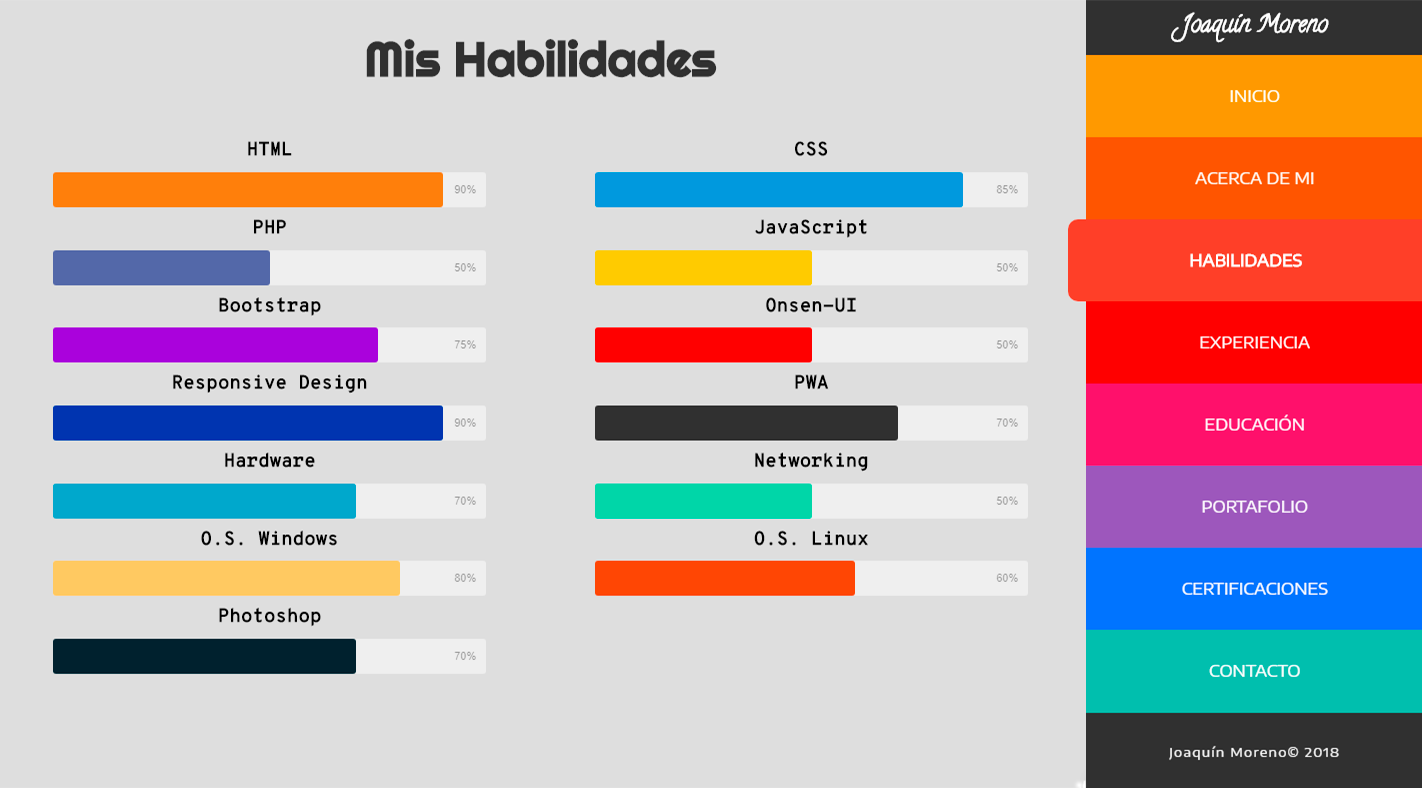 Mis Habilidades
HTML
90%
CSS
85%
PHP
50%
JavaScript
50%
Bootstrap
75%
Onsen-UI
50%
Responsive Design
90%
PWA
70%
Hardware
70%
Networking
50%
O.S. Windows
80%
O.S. Linux
60%
Photoshop
70%
Joaquín Moreno
INICIO
ACERCA DE MI
HABILIDADES
EXPERIENCIA
EDUCACIÓN
PORTAFOLIO
CERTIFICACIONES
CONTACTO
Joaquín Moreno© 2018